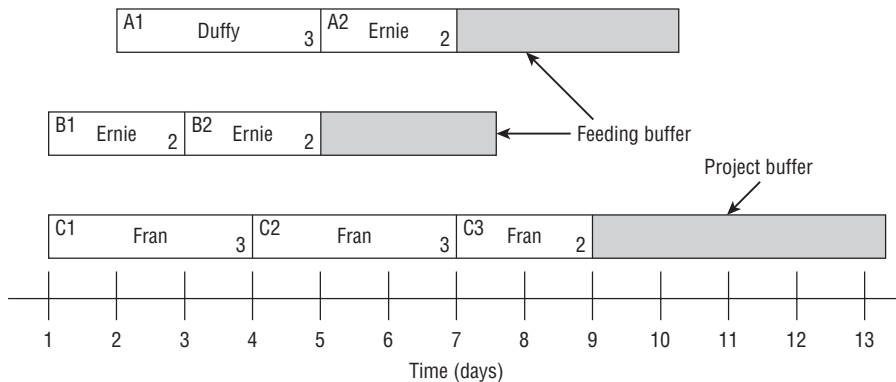 A1 Duffy 3 A2 Ernie 2
B1 Ernie 2 B2 Ernie 2
Feeding buffer
Project buffer
C1 Fran 3 C2 Fran 3 C3 Fran 2
1 2 3 4 5 6 7 8 9 10 11 12 13
Time (days)